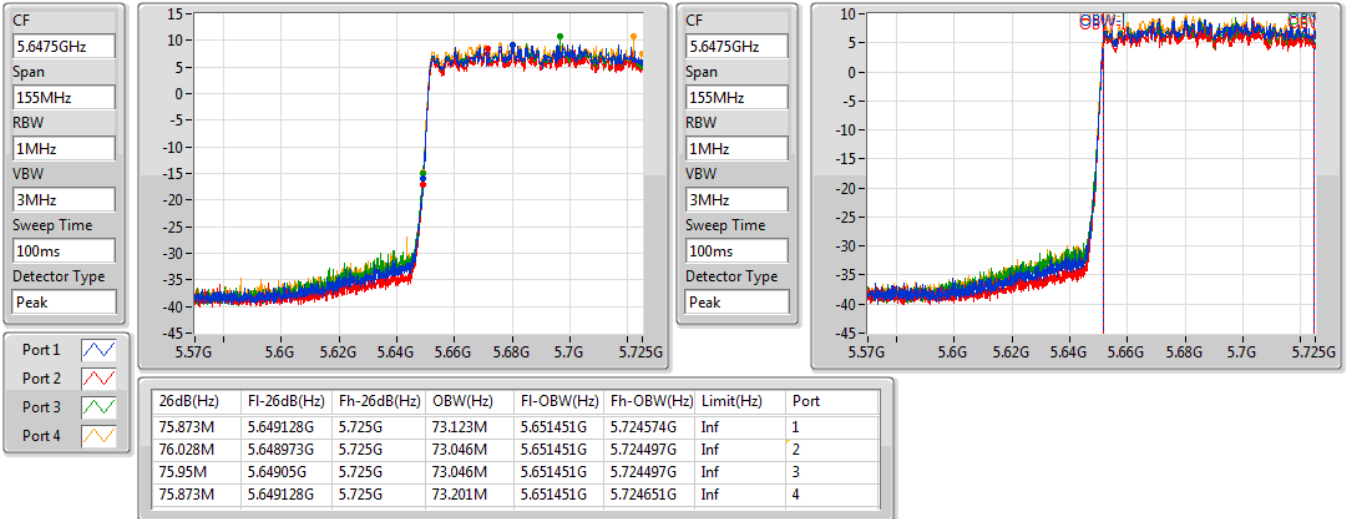 CF
5.6475GHz
Span
155MHz
RBW
1MHz
VBW
3MHz
Sweep Time
100ms
Detector Type
Peak
15
10
5
0
-5
-10
-15
-20
-25
-30
-35
-40
-45
5.57G 5.6G 5.62G 5.64G 5.66G 5.68G 5.7G 5.725G
CF
5.6475GHz
Span
155MHz
RBW
1MHz
VBW
3MHz
Sweep Time
100ms
Detector Type
Peak
OBW
OBW
10
5
0
-5
-10
-15
-20
-25
-30
-35
-40
-45
5.57G 5.6G 5.62G 5.64G 5.66G 5.68G 5.7G 5.725G
Port 1
Port 2
Port 3
Port 4
26dB(Hz) Fl-26dB(Hz) Fh-26dB(Hz) OBW(Hz) Fl-OBW(Hz) Fh-OBW(Hz) Limit(Hz) Port
75.873M 5.649128G 5.725G 73.123M 5.651451G 5.724574G Inf 1
76.028M 5.648973G 5.725G 73.046M 5.651451G 5.724497G Inf 2
75.95M 5.64905G 5.725G 73.046M 5.651451G 5.724497G Inf 3
75.873M 5.649128G 5.725G 73.201M 5.651451G 5.724651G Inf 4